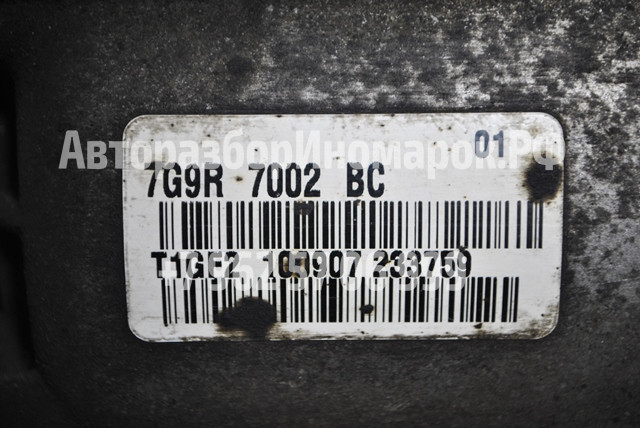 01
АвторазборИномарок.РФ
7G9R 7002 BC
T1GF2 105907 233759